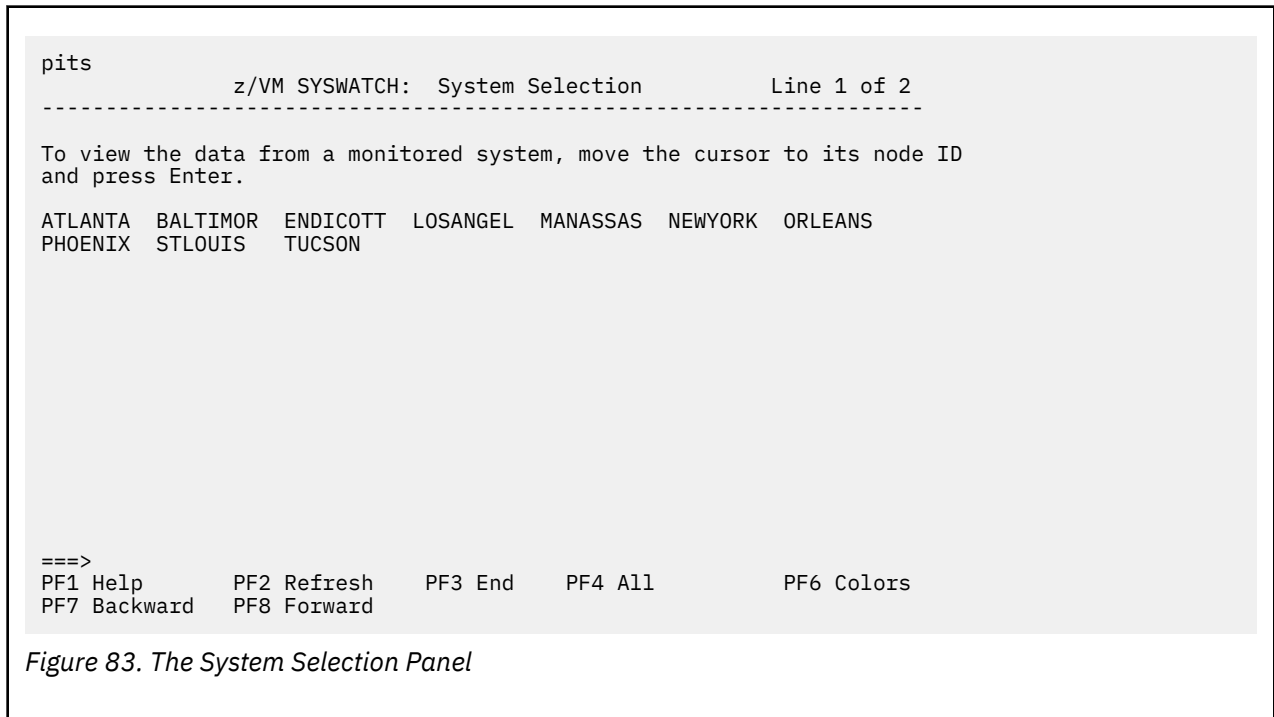 pits
z/VM SYSWATCH:  System Selection          Line 1 of 2
---------------------------------------------------------------------
To view the data from a monitored system, move the cursor to its node ID
and press Enter.
ATLANTA  BALTIMOR  ENDICOTT  LOSANGEL  MANASSAS  NEWYORK  ORLEANS
PHOENIX  STLOUIS   TUCSON
===>
PF1 Help       PF2 Refresh    PF3 End    PF4 All          PF6 Colors
PF7 Backward   PF8 Forward
Figure 83. The System Selection Panel